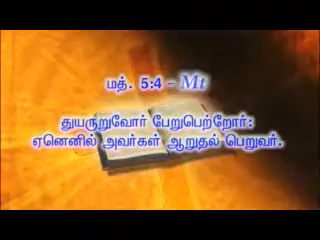 மத். 5:4 - Mt
துயருறுவோர் பேறுபெற்றோர்:
ஏனெனில் அவர்கள் ஆறுதல் பெறுவர்.